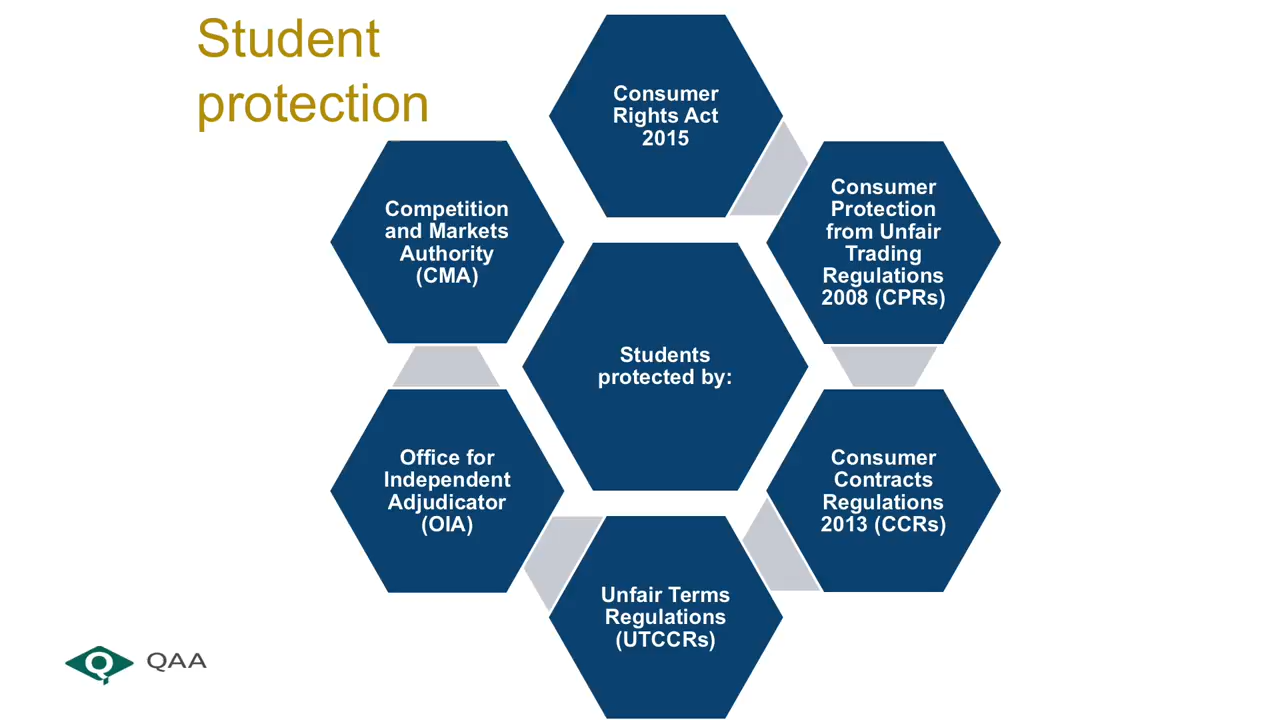 Student
protection
Consumer
Rights Act
2015
Consumer
Protection
from Unfair
Trading
Regulations
2008 (CPRs)
Consumer
Contracts
Regulations
2013 (CCRs)
Unfair Terms
Regulations
(UTCCRs)
Office for
Independent
Adjudicator
(OIA)
Competition
and Markets
Authority
(CMA)
Students
protected by:
QAA